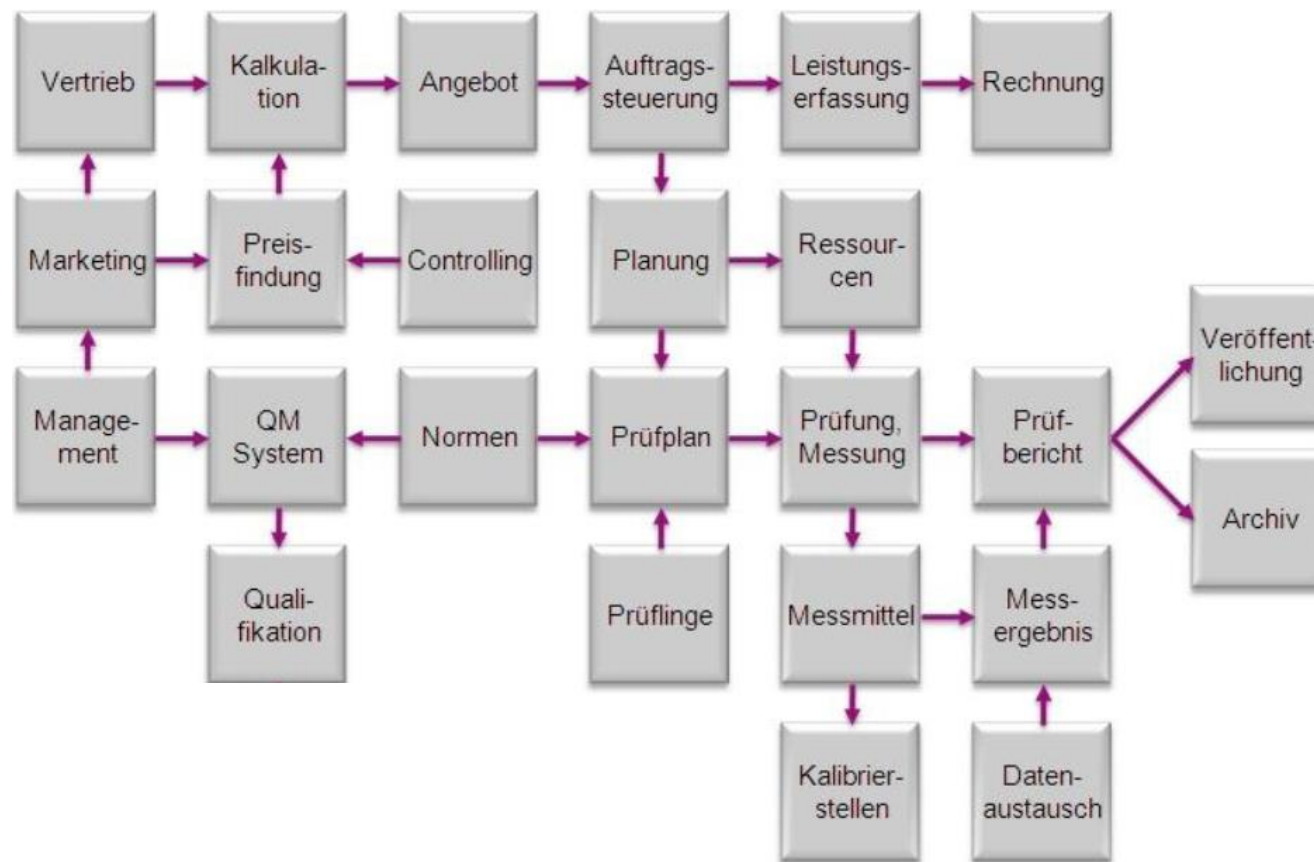 Vertrieb
Kalkula-
tion
Angebot
Auftrags-
steuerung
Leistungs-
erfassung
Rechnung
Marketing
Preis-
findung
Controlling
Planung
Ressour-
cen
Veröffent-
lichung
Manage-
ment
QM
System
Normen
Prüfplan
Prüfung,
Messung
Prüf-
bericht
Archiv
Quali-
fikation
Prüflinge
Messmittel
Mess-
ergebnis
Kalibrier-
stellen
Daten-
austausch